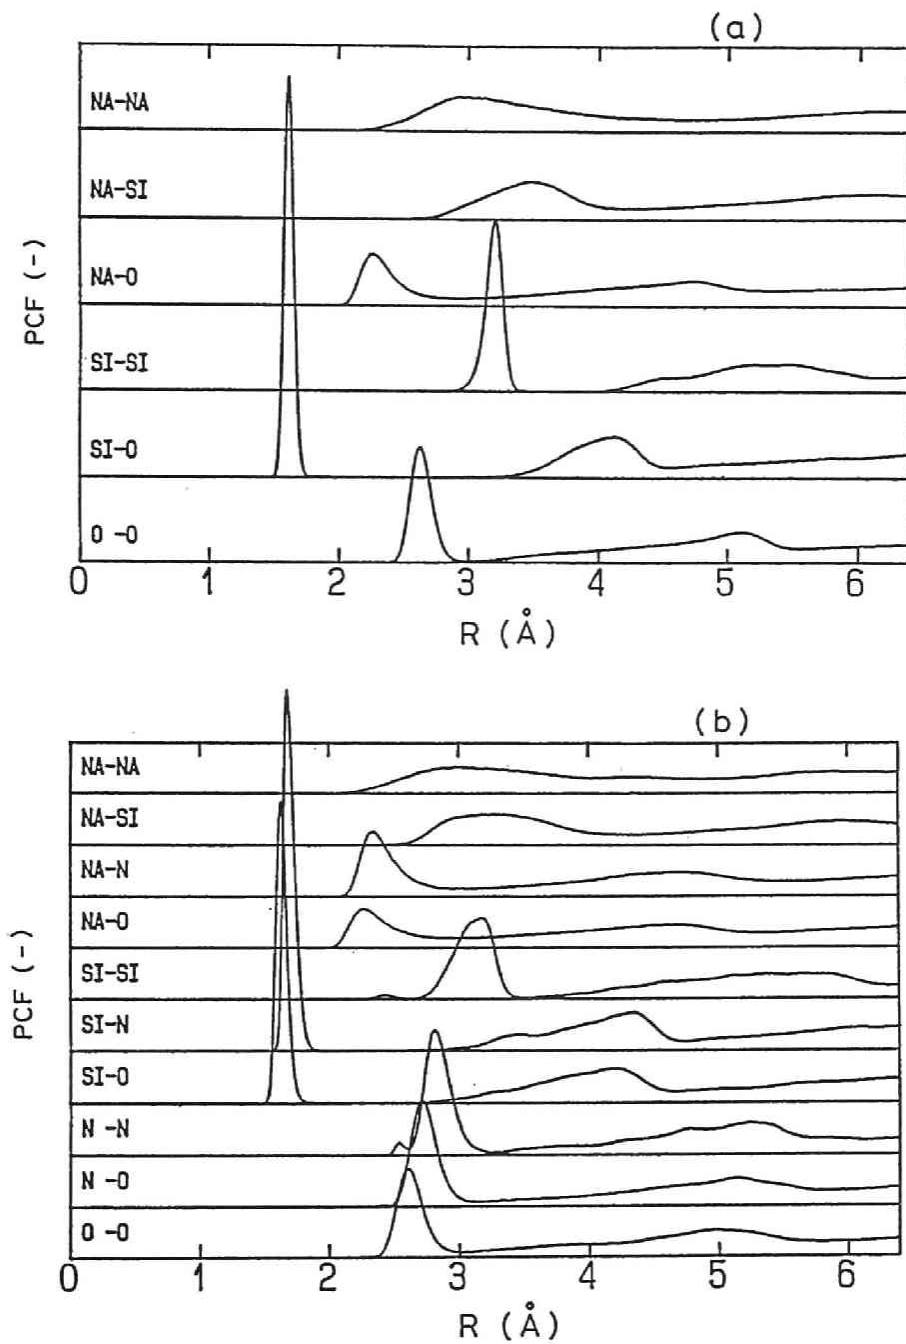 (a)
NA-NA
NA-SI
NA-O
SI-SI
SI-O
O -O
PCF (-)
0 1 2 3 4 5 6
R (Å)
(b)
NA-NA
NA-SI
NA-N
NA-O
SI-SI
SI-N
SI-O
N -N
N -O
O -O
PCF (-)
0 1 2 3 4 5 6
R (Å)